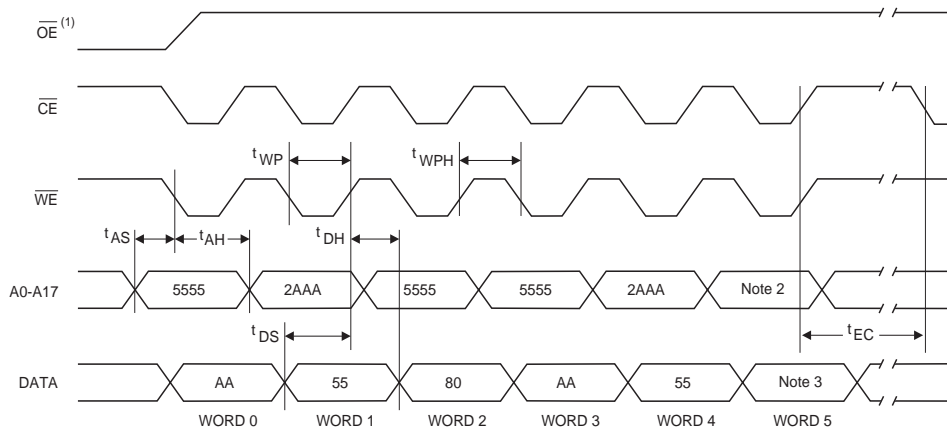 OE (1)
CE
t WP
t WPH
WE
t AS
t AH
t DH
A0-A17
5555
2AAA
5555
5555
2AAA
Note 2
t DS
t EC
DATA
AA
55
80
AA
55
Note 3
WORD 0
WORD 1
WORD 2
WORD 3
WORD 4
WORD 5